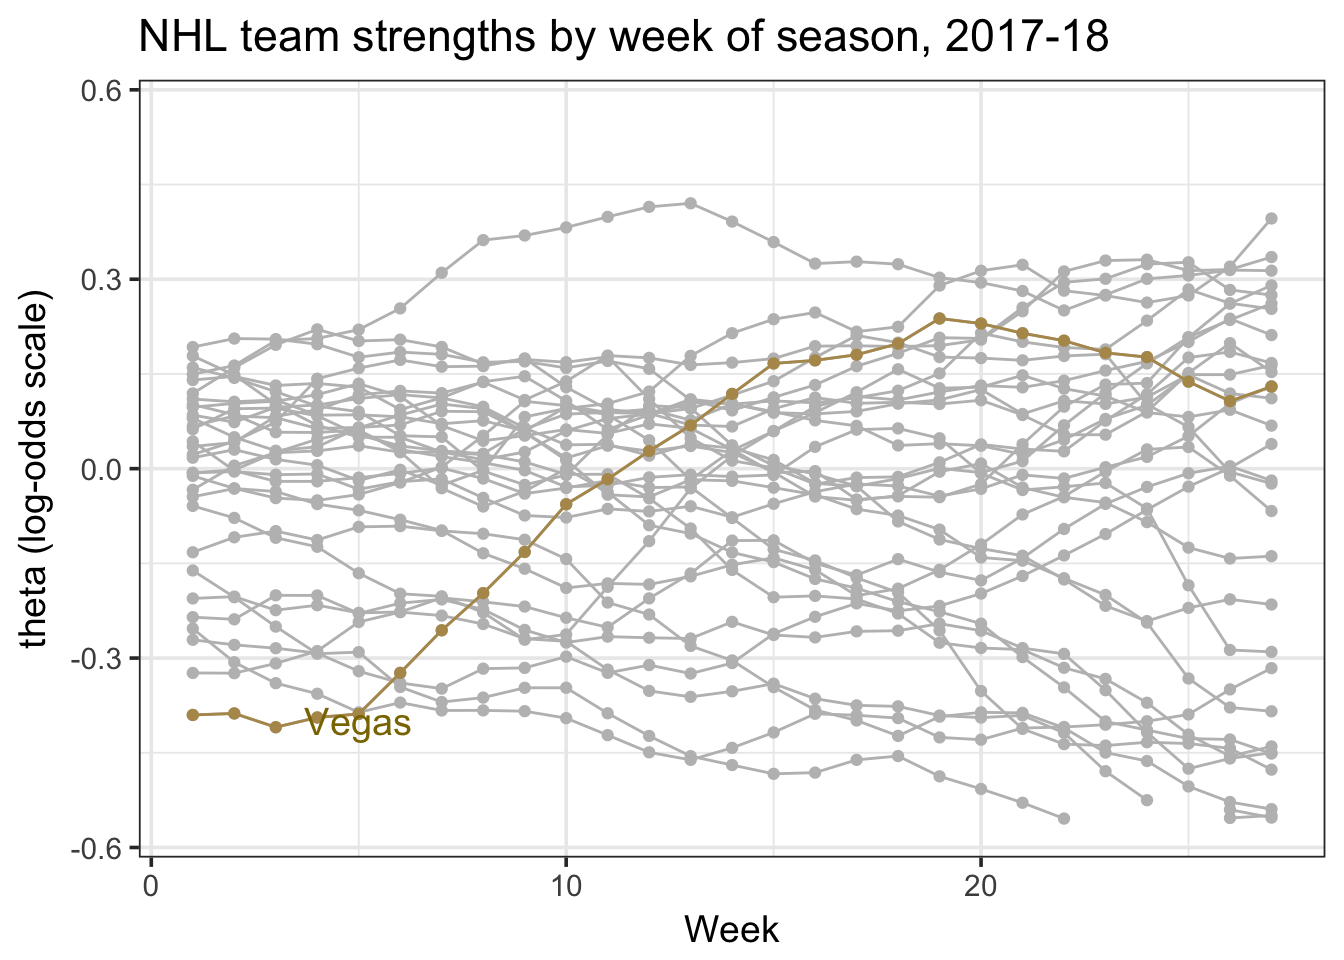 NHL team strengths by week of season, 2017-18
theta (log-odds scale)
0.6
0.3
0.0
-0.3
-0.6
Vegas
0
10
20
Week